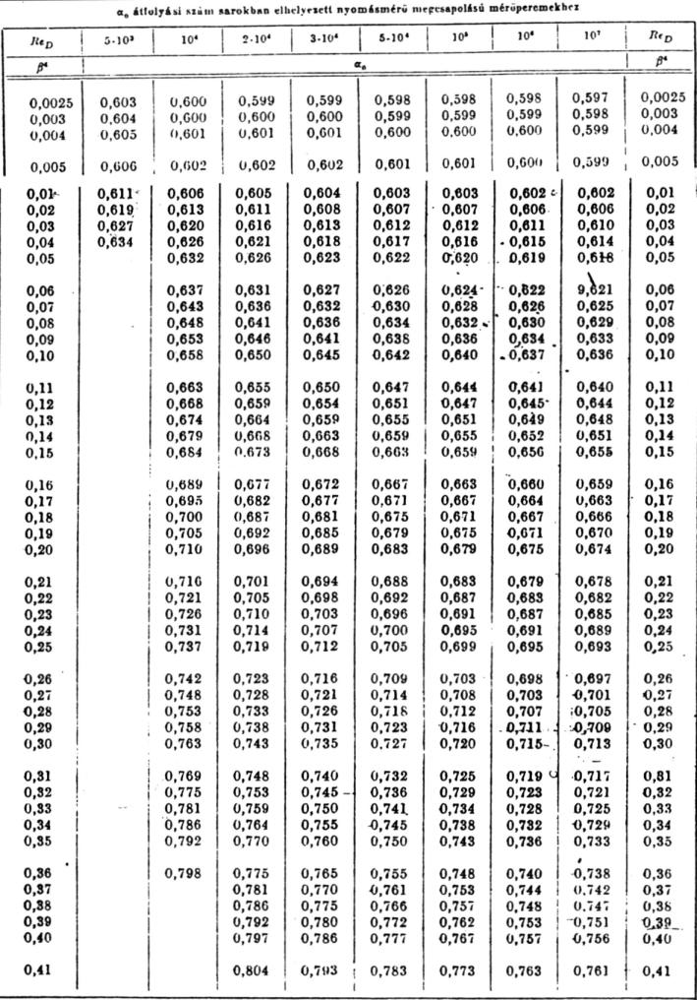 α₀ átfolyási szám sarokban elhelyezett nyomásmérő megcsapolású mérőperemekhez
Re_D 5·10³ 10⁴ 2·10⁴ 3·10⁴ 5·10⁴ 10⁵ 10⁶ 10⁷ Re_D
β⁴ α₀ β⁴
0,0025 0,603 0,600 0,599 0,599 0,598 0,598 0,598 0,597 0,0025
0,003 0,604 0,600 0,600 0,600 0,599 0,599 0,599 0,598 0,003
0,004 0,605 0,601 0,601 0,601 0,600 0,600 0,600 0,599 0,004
0,005 0,606 0,602 0,602 0,602 0,601 0,601 0,600 0,599 0,005
0,01 0,611 0,606 0,605 0,604 0,603 0,603 0,602 0,602 0,01
0,02 0,619 0,613 0,611 0,608 0,607 0,607 0,606 0,606 0,02
0,03 0,627 0,620 0,616 0,613 0,612 0,612 0,611 0,610 0,03
0,04 0,634 0,626 0,621 0,618 0,617 0,616 0,615 0,614 0,04
0,05 0,632 0,626 0,623 0,622 0,620 0,619 0,618 0,05
0,06 0,637 0,631 0,627 0,626 0,624 0,622 9,621 0,06
0,07 0,643 0,636 0,632 0,630 0,628 0,626 0,625 0,07
0,08 0,648 0,641 0,636 0,634 0,632 0,630 0,629 0,08
0,09 0,653 0,646 0,641 0,638 0,636 0,634 0,633 0,09
0,10 0,658 0,650 0,645 0,642 0,640 0,637 0,636 0,10
0,11 0,663 0,655 0,650 0,647 0,644 0,641 0,640 0,11
0,12 0,668 0,659 0,654 0,651 0,647 0,645 0,644 0,12
0,13 0,674 0,664 0,659 0,655 0,651 0,649 0,648 0,13
0,14 0,679 0,668 0,663 0,659 0,655 0,652 0,651 0,14
0,15 0,684 0,673 0,668 0,663 0,659 0,656 0,655 0,15
0,16 0,689 0,677 0,672 0,667 0,663 0,660 0,659 0,16
0,17 0,695 0,682 0,677 0,671 0,667 0,664 0,663 0,17
0,18 0,700 0,687 0,681 0,675 0,671 0,667 0,666 0,18
0,19 0,705 0,692 0,685 0,679 0,675 0,671 0,670 0,19
0,20 0,710 0,696 0,689 0,683 0,679 0,675 0,674 0,20
0,21 0,716 0,701 0,694 0,688 0,683 0,679 0,678 0,21
0,22 0,721 0,705 0,698 0,692 0,687 0,683 0,682 0,22
0,23 0,726 0,710 0,703 0,696 0,691 0,687 0,685 0,23
0,24 0,731 0,714 0,707 0,700 0,695 0,691 0,689 0,24
0,25 0,737 0,719 0,712 0,705 0,699 0,695 0,693 0,25
0,26 0,742 0,723 0,716 0,709 0,703 0,698 0,697 0,26
0,27 0,748 0,728 0,721 0,714 0,708 0,703 0,701 0,27
0,28 0,753 0,733 0,726 0,718 0,712 0,707 0,705 0,28
0,29 0,758 0,738 0,731 0,723 0,716 0,711 0,709 0,29
0,30 0,763 0,743 0,735 0,727 0,720 0,715 0,713 0,30
0,31 0,769 0,748 0,740 0,732 0,725 0,719 0,717 0,31
0,32 0,775 0,753 0,745 0,736 0,729 0,723 0,721 0,32
0,33 0,781 0,759 0,750 0,741 0,734 0,728 0,725 0,33
0,34 0,786 0,764 0,755 0,745 0,738 0,732 0,729 0,34
0,35 0,792 0,770 0,760 0,750 0,743 0,736 0,733 0,35
0,36 0,798 0,775 0,765 0,755 0,748 0,740 0,738 0,36
0,37 0,781 0,770 0,761 0,753 0,744 0,742 0,37
0,38 0,786 0,775 0,766 0,757 0,748 0,747 0,38
0,39 0,792 0,780 0,772 0,762 0,753 0,751 0,39
0,40 0,797 0,786 0,777 0,767 0,757 0,756 0,40
0,41 0,804 0,793 0,783 0,773 0,763 0,761 0,41